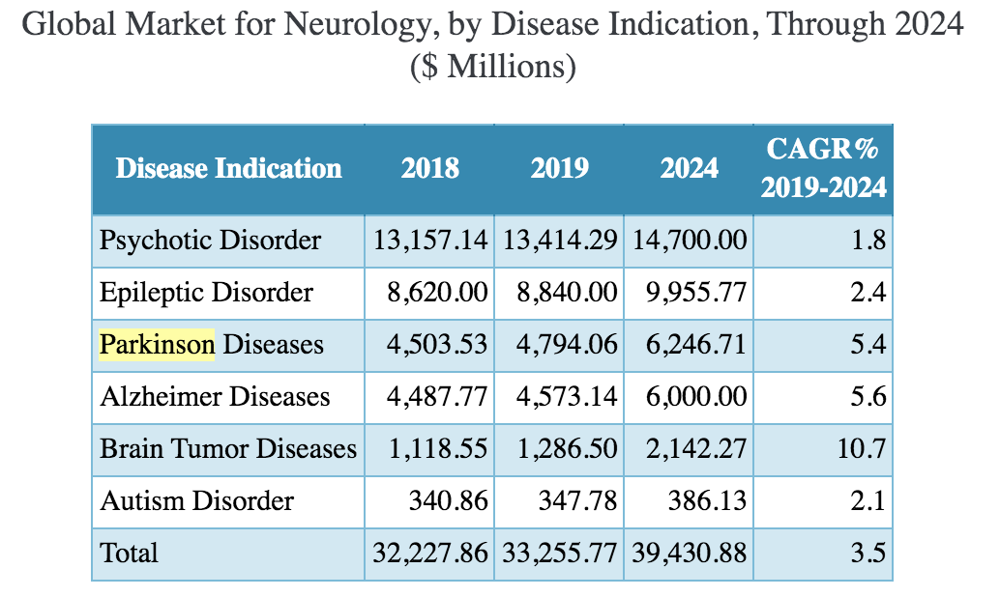 Global Market for Neurology, by Disease Indication, Through 2024
($ Millions)
Disease Indication 2018 2019 2024 CAGR% 2019-2024
Psychotic Disorder 13,157.14 13,414.29 14,700.00 1.8
Epileptic Disorder 8,620.00 8,840.00 9,955.77 2.4
Parkinson Diseases 4,503.53 4,794.06 6,246.71 5.4
Alzheimer Diseases 4,487.77 4,573.14 6,000.00 5.6
Brain Tumor Diseases 1,118.55 1,286.50 2,142.27 10.7
Autism Disorder 340.86 347.78 386.13 2.1
Total 32,227.86 33,255.77 39,430.88 3.5